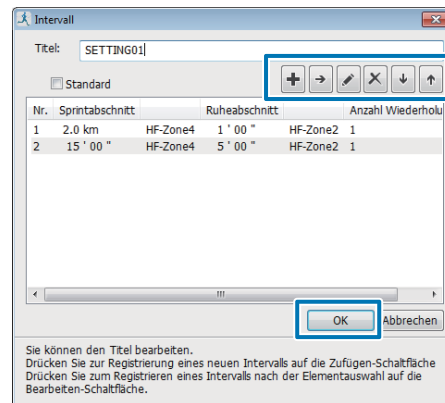 Intervall
Titel: SETTING01
Standard
Nr. Sprintabschnitt Ruheabschnitt Anzahl Wiederholu
1 2.0 km HF-Zone4 1 ' 00 " HF-Zone2 1
2 15 ' 00 " HF-Zone4 5 ' 00 " HF-Zone2 1
OK Abbrechen
Sie können den Titel bearbeiten.
Drücken Sie zur Registrierung eines neuen Intervalls auf die Zufügen-Schaltfläche
Drücken Sie zum Registrieren eines Intervalls nach der Elementauswahl auf die
Bearbeiten-Schaltfläche.